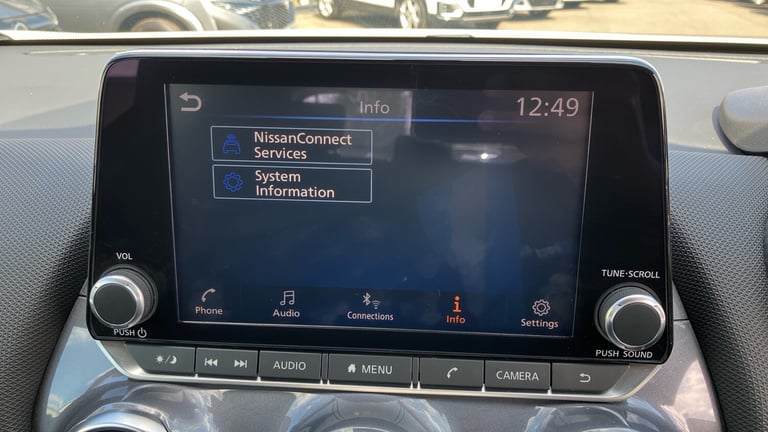 Info
12:49
NissanConnect
Services
System
Information
VOL
TUNE·SCROLL
Phone
Audio
Connections
Info
Settings
PUSH
PUSH SOUND
AUDIO
MENU
CAMERA